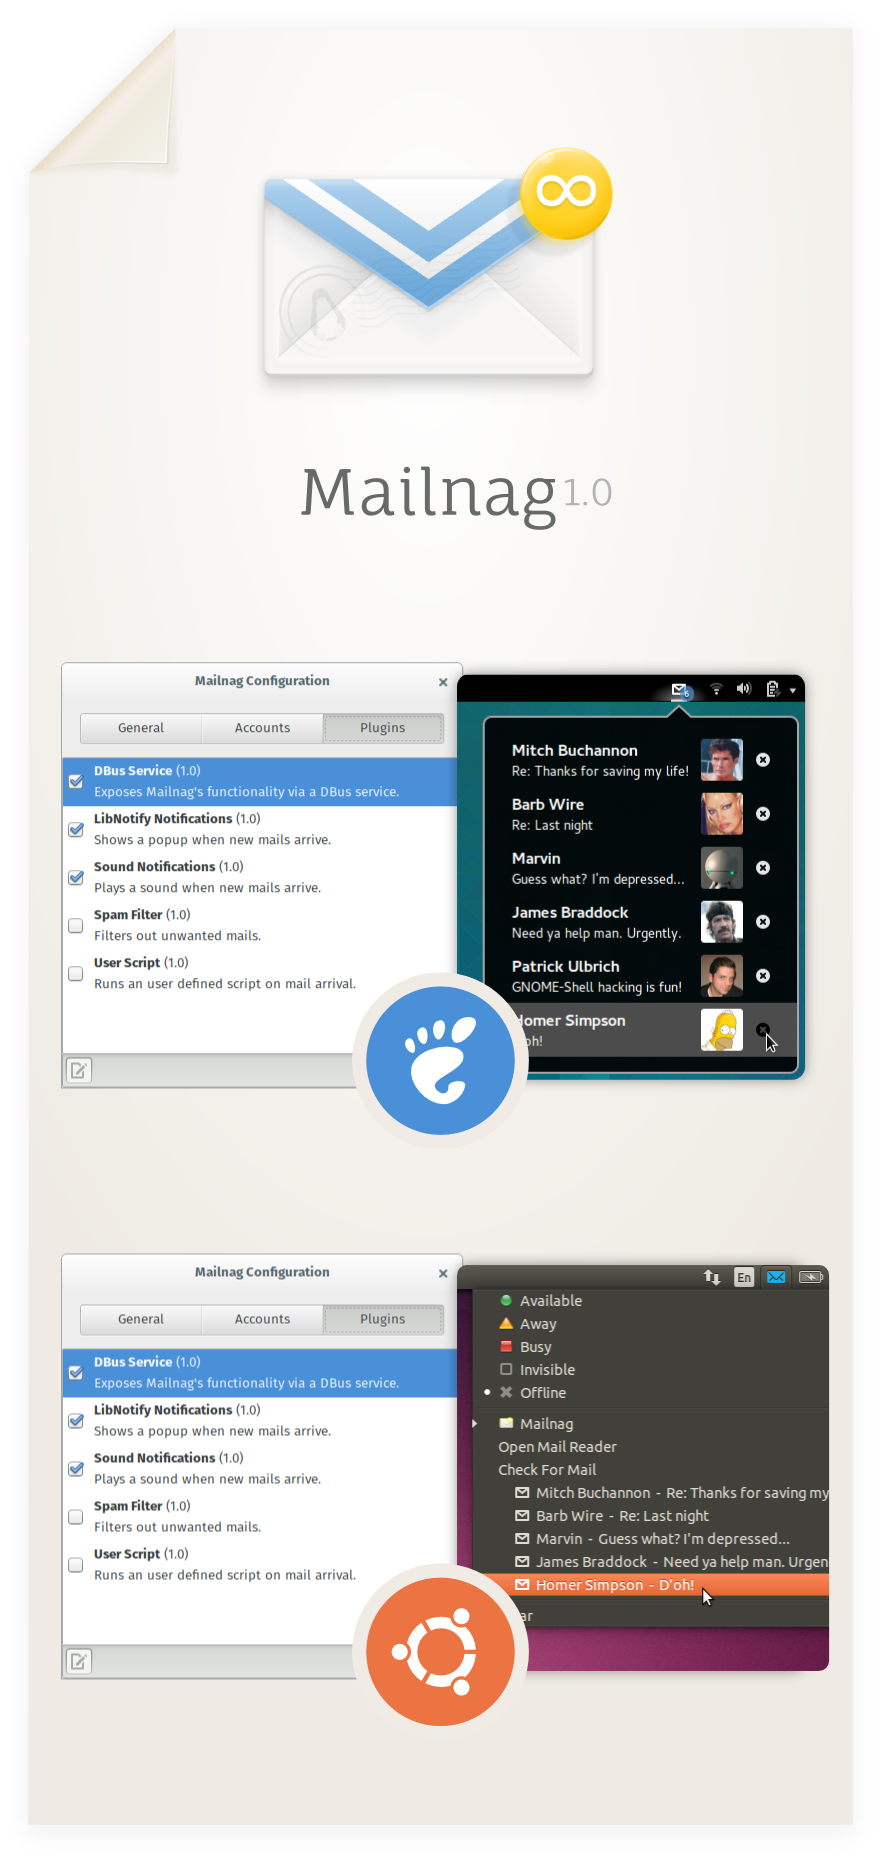 Mailnag 1.0
Mailnag Configuration
General Accounts Plugins
DBus Service (1.0)
Exposes Mailnag's functionality via a DBus service.
LibNotify Notifications (1.0)
Shows a popup when new mails arrive.
Sound Notifications (1.0)
Plays a sound when new mails arrive.
Spam Filter (1.0)
Filters out unwanted mails.
User Script (1.0)
Runs an user defined script on mail arrival.
6
Mitch Buchannon
Re: Thanks for saving my life!
Barb Wire
Re: Last night
Marvin
Guess what? I'm depressed...
James Braddock
Need ya help man. Urgently.
Patrick Ulbrich
GNOME-Shell hacking is fun!
Homer Simpson
oh!
Mailnag Configuration
General Accounts Plugins
DBus Service (1.0)
Exposes Mailnag's functionality via a DBus service.
LibNotify Notifications (1.0)
Shows a popup when new mails arrive.
Sound Notifications (1.0)
Plays a sound when new mails arrive.
Spam Filter (1.0)
Filters out unwanted mails.
User Script (1.0)
Runs an user defined script on mail arrival.
En
Available
Away
Busy
Invisible
Offline
Mailnag
Open Mail Reader
Check For Mail
Mitch Buchannon - Re: Thanks for saving my
Barb Wire - Re: Last night
Marvin - Guess what? I'm depressed...
James Braddock - Need ya help man. Urgen
Homer Simpson - D'oh!
ar